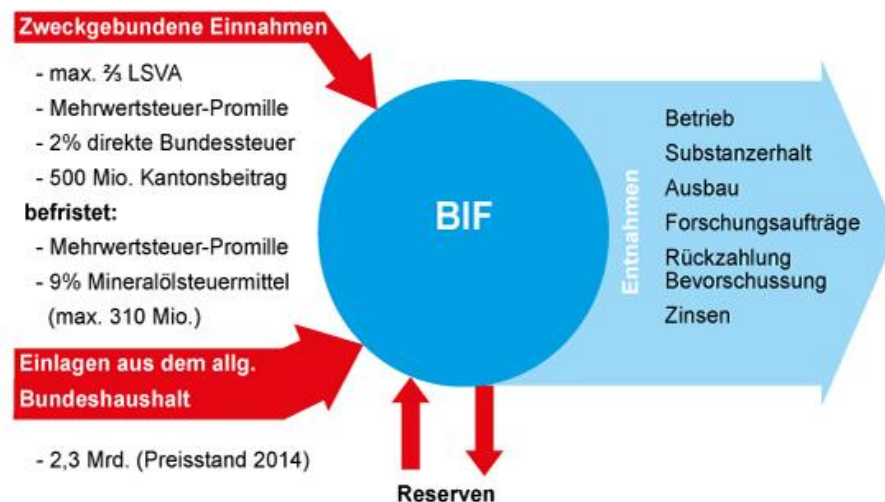 Zweckgebundene Einnahmen
- max. ⅔ LSVA
- Mehrwertsteuer-Promille
- 2% direkte Bundessteuer
- 500 Mio. Kantonsbeitrag
befristet:
- Mehrwertsteuer-Promille
- 9% Mineralölsteuermittel
(max. 310 Mio.)
Einlagen aus dem allg.
Bundeshaushalt
- 2,3 Mrd. (Preisstand 2014)
BIF
Reserven
Entnahmen
Betrieb
Substanzerhalt
Ausbau
Forschungsaufträge
Rückzahlung
Bevorschussung
Zinsen